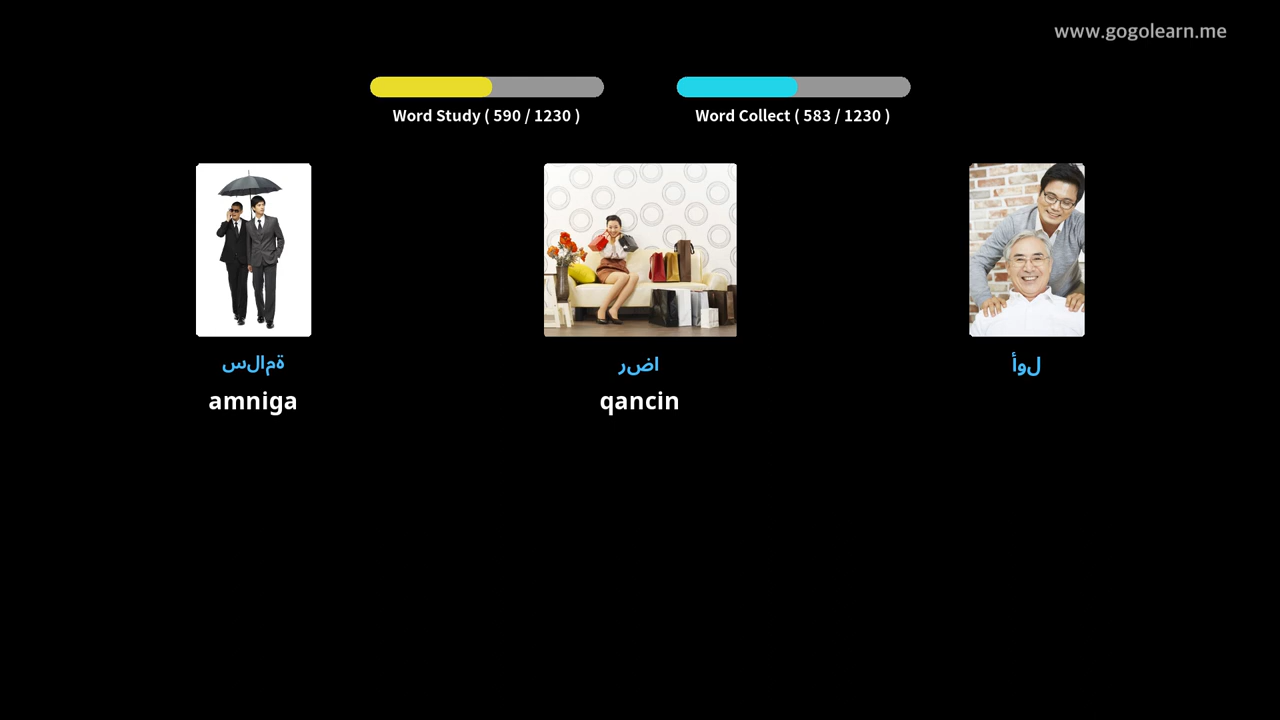 www.gogolearn.me
Word Study ( 590 / 1230 )
Word Collect ( 583 / 1230 )
ةمالس
اضر
لوأ
amniga
qancin